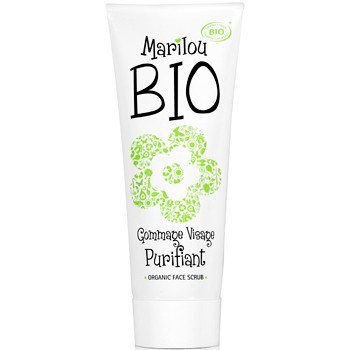 Marilou
BIO
BIO
Gommage Visage
Purifiant
• ORGANIC FACE SCRUB •